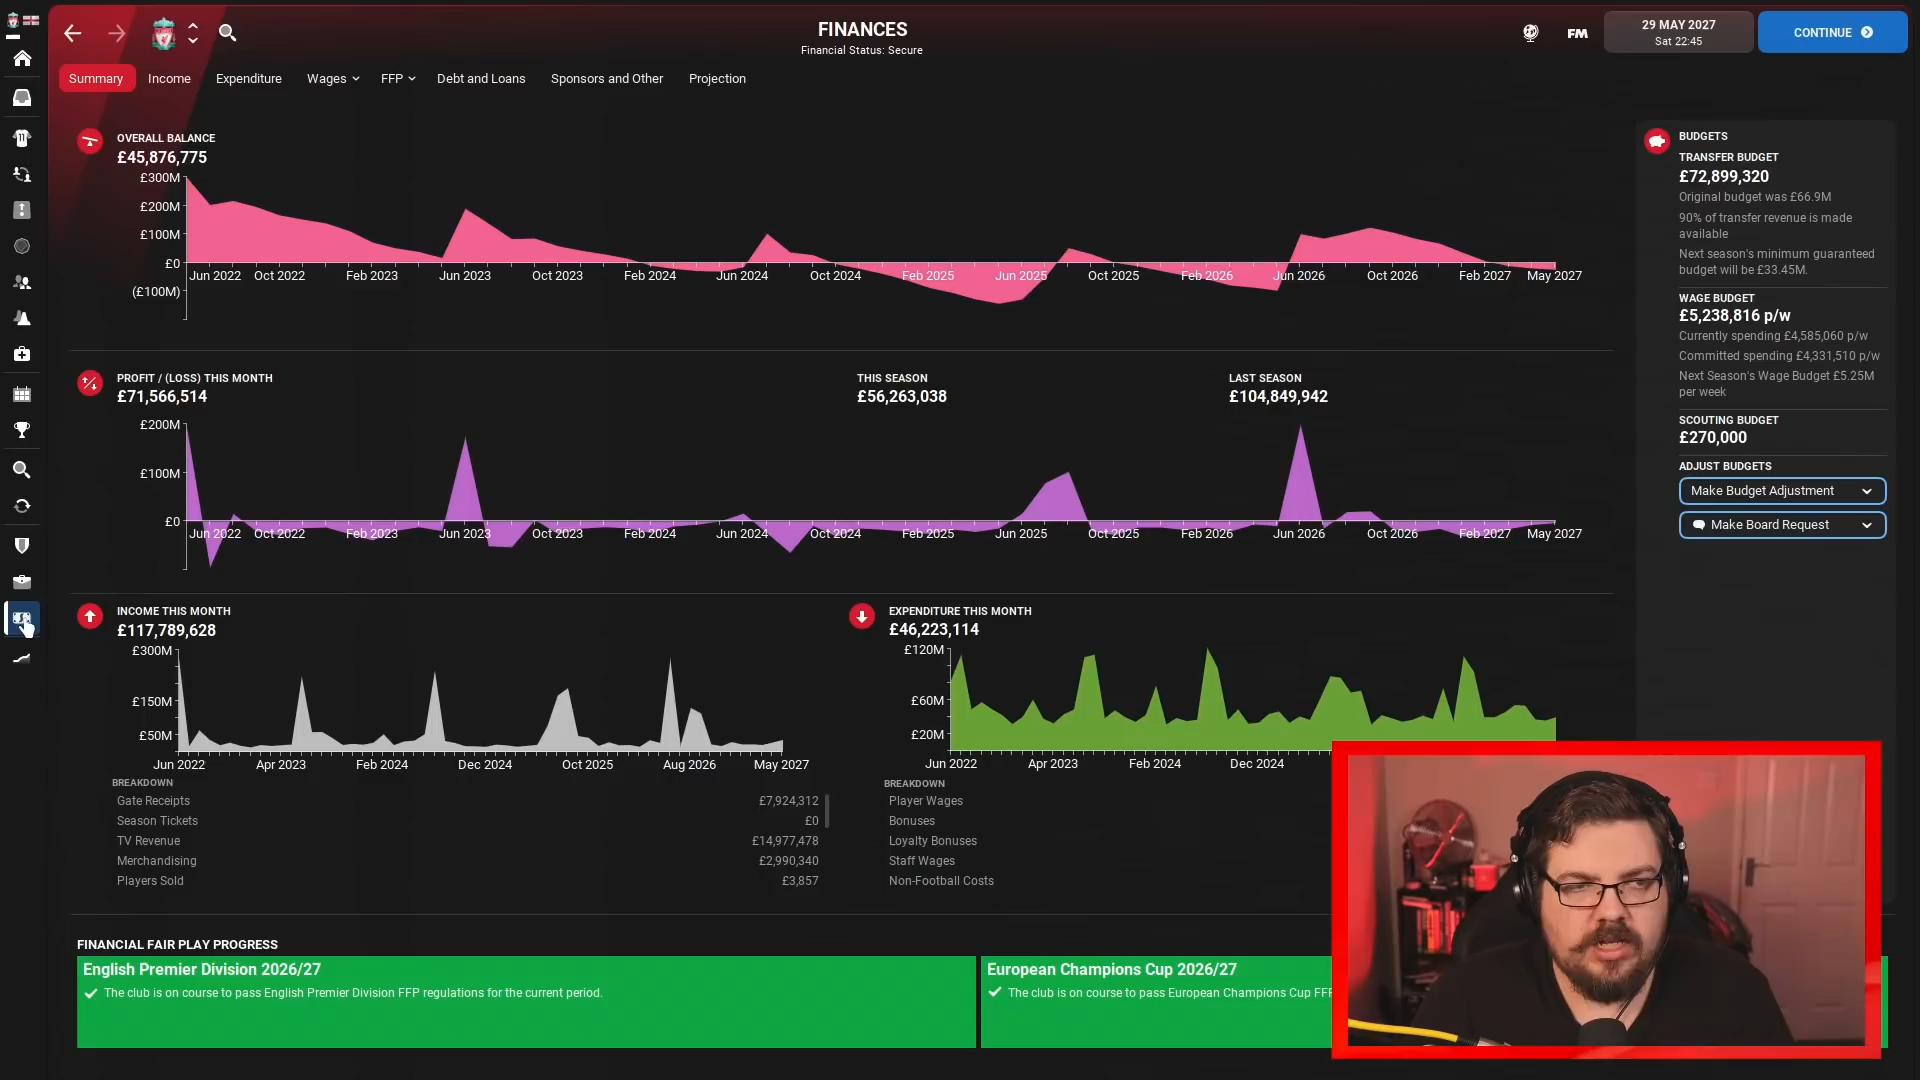 FINANCES
Financial Status: Secure
FM
29 MAY 2027
Sat 22:45
CONTINUE
Summary
Income
Expenditure
Wages
FFP
Debt and Loans
Sponsors and Other
Projection
OVERALL BALANCE
£45,876,775
£300M
£200M
£100M
£0
(£100M)
Jun 2022
Oct 2022
Feb 2023
Jun 2023
Oct 2023
Feb 2024
Jun 2024
Oct 2024
Feb 2025
Jun 2025
Oct 2025
Feb 2026
Jun 2026
Oct 2026
Feb 2027
May 2027
PROFIT / (LOSS) THIS MONTH
£71,566,514
THIS SEASON
£56,263,038
LAST SEASON
£104,849,942
£200M
£100M
£0
Jun 2022
Oct 2022
Feb 2023
Jun 2023
Oct 2023
Feb 2024
Jun 2024
Oct 2024
Feb 2025
Jun 2025
Oct 2025
Feb 2026
Jun 2026
Oct 2026
Feb 2027
May 2027
INCOME THIS MONTH
£117,789,628
£300M
£150M
£50M
Jun 2022
Apr 2023
Feb 2024
Dec 2024
Oct 2025
Aug 2026
May 2027
BREAKDOWN
Gate Receipts £7,924,312
Season Tickets £0
TV Revenue £14,977,478
Merchandising £2,990,340
Players Sold £3,857
EXPENDITURE THIS MONTH
£46,223,114
£120M
£60M
£20M
Jun 2022
Apr 2023
Feb 2024
Dec 2024
BREAKDOWN
Player Wages
Bonuses
Loyalty Bonuses
Staff Wages
Non-Football Costs
FINANCIAL FAIR PLAY PROGRESS
English Premier Division 2026/27
The club is on course to pass English Premier Division FFP regulations for the current period.
European Champions Cup 2026/27
The club is on course to pass European Champions Cup FFP
BUDGETS
TRANSFER BUDGET
£72,899,320
Original budget was £66.9M
90% of transfer revenue is made
available
Next season's minimum guaranteed
budget will be £33.45M.
WAGE BUDGET
£5,238,816 p/w
Currently spending £4,585,060 p/w
Committed spending £4,331,510 p/w
Next Season's Wage Budget £5.25M
per week
SCOUTING BUDGET
£270,000
ADJUST BUDGETS
Make Budget Adjustment
Make Board Request